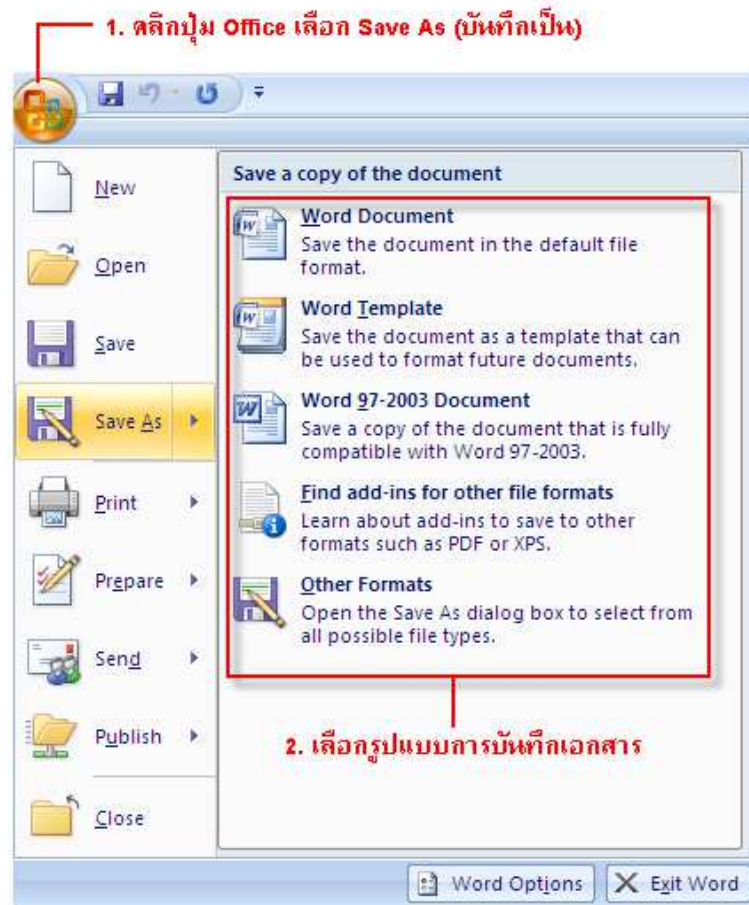 1. คลิกปุ่ม Office เลือก Save As (บันทึกเป็น)
New
Open
Save
Save As
Print
Prepare
Send
Publish
Close
Save a copy of the document
Word Document
Save the document in the default file
format.
Word Template
Save the document as a template that can
be used to format future documents.
Word 97-2003 Document
Save a copy of the document that is fully
compatible with Word 97-2003.
Find add-ins for other file formats
Learn about add-ins to save to other
formats such as PDF or XPS.
Other Formats
Open the Save As dialog box to select from
all possible file types.
2. เลือกรูปแบบการบันทึกเอกสาร
Word Options
Exit Word